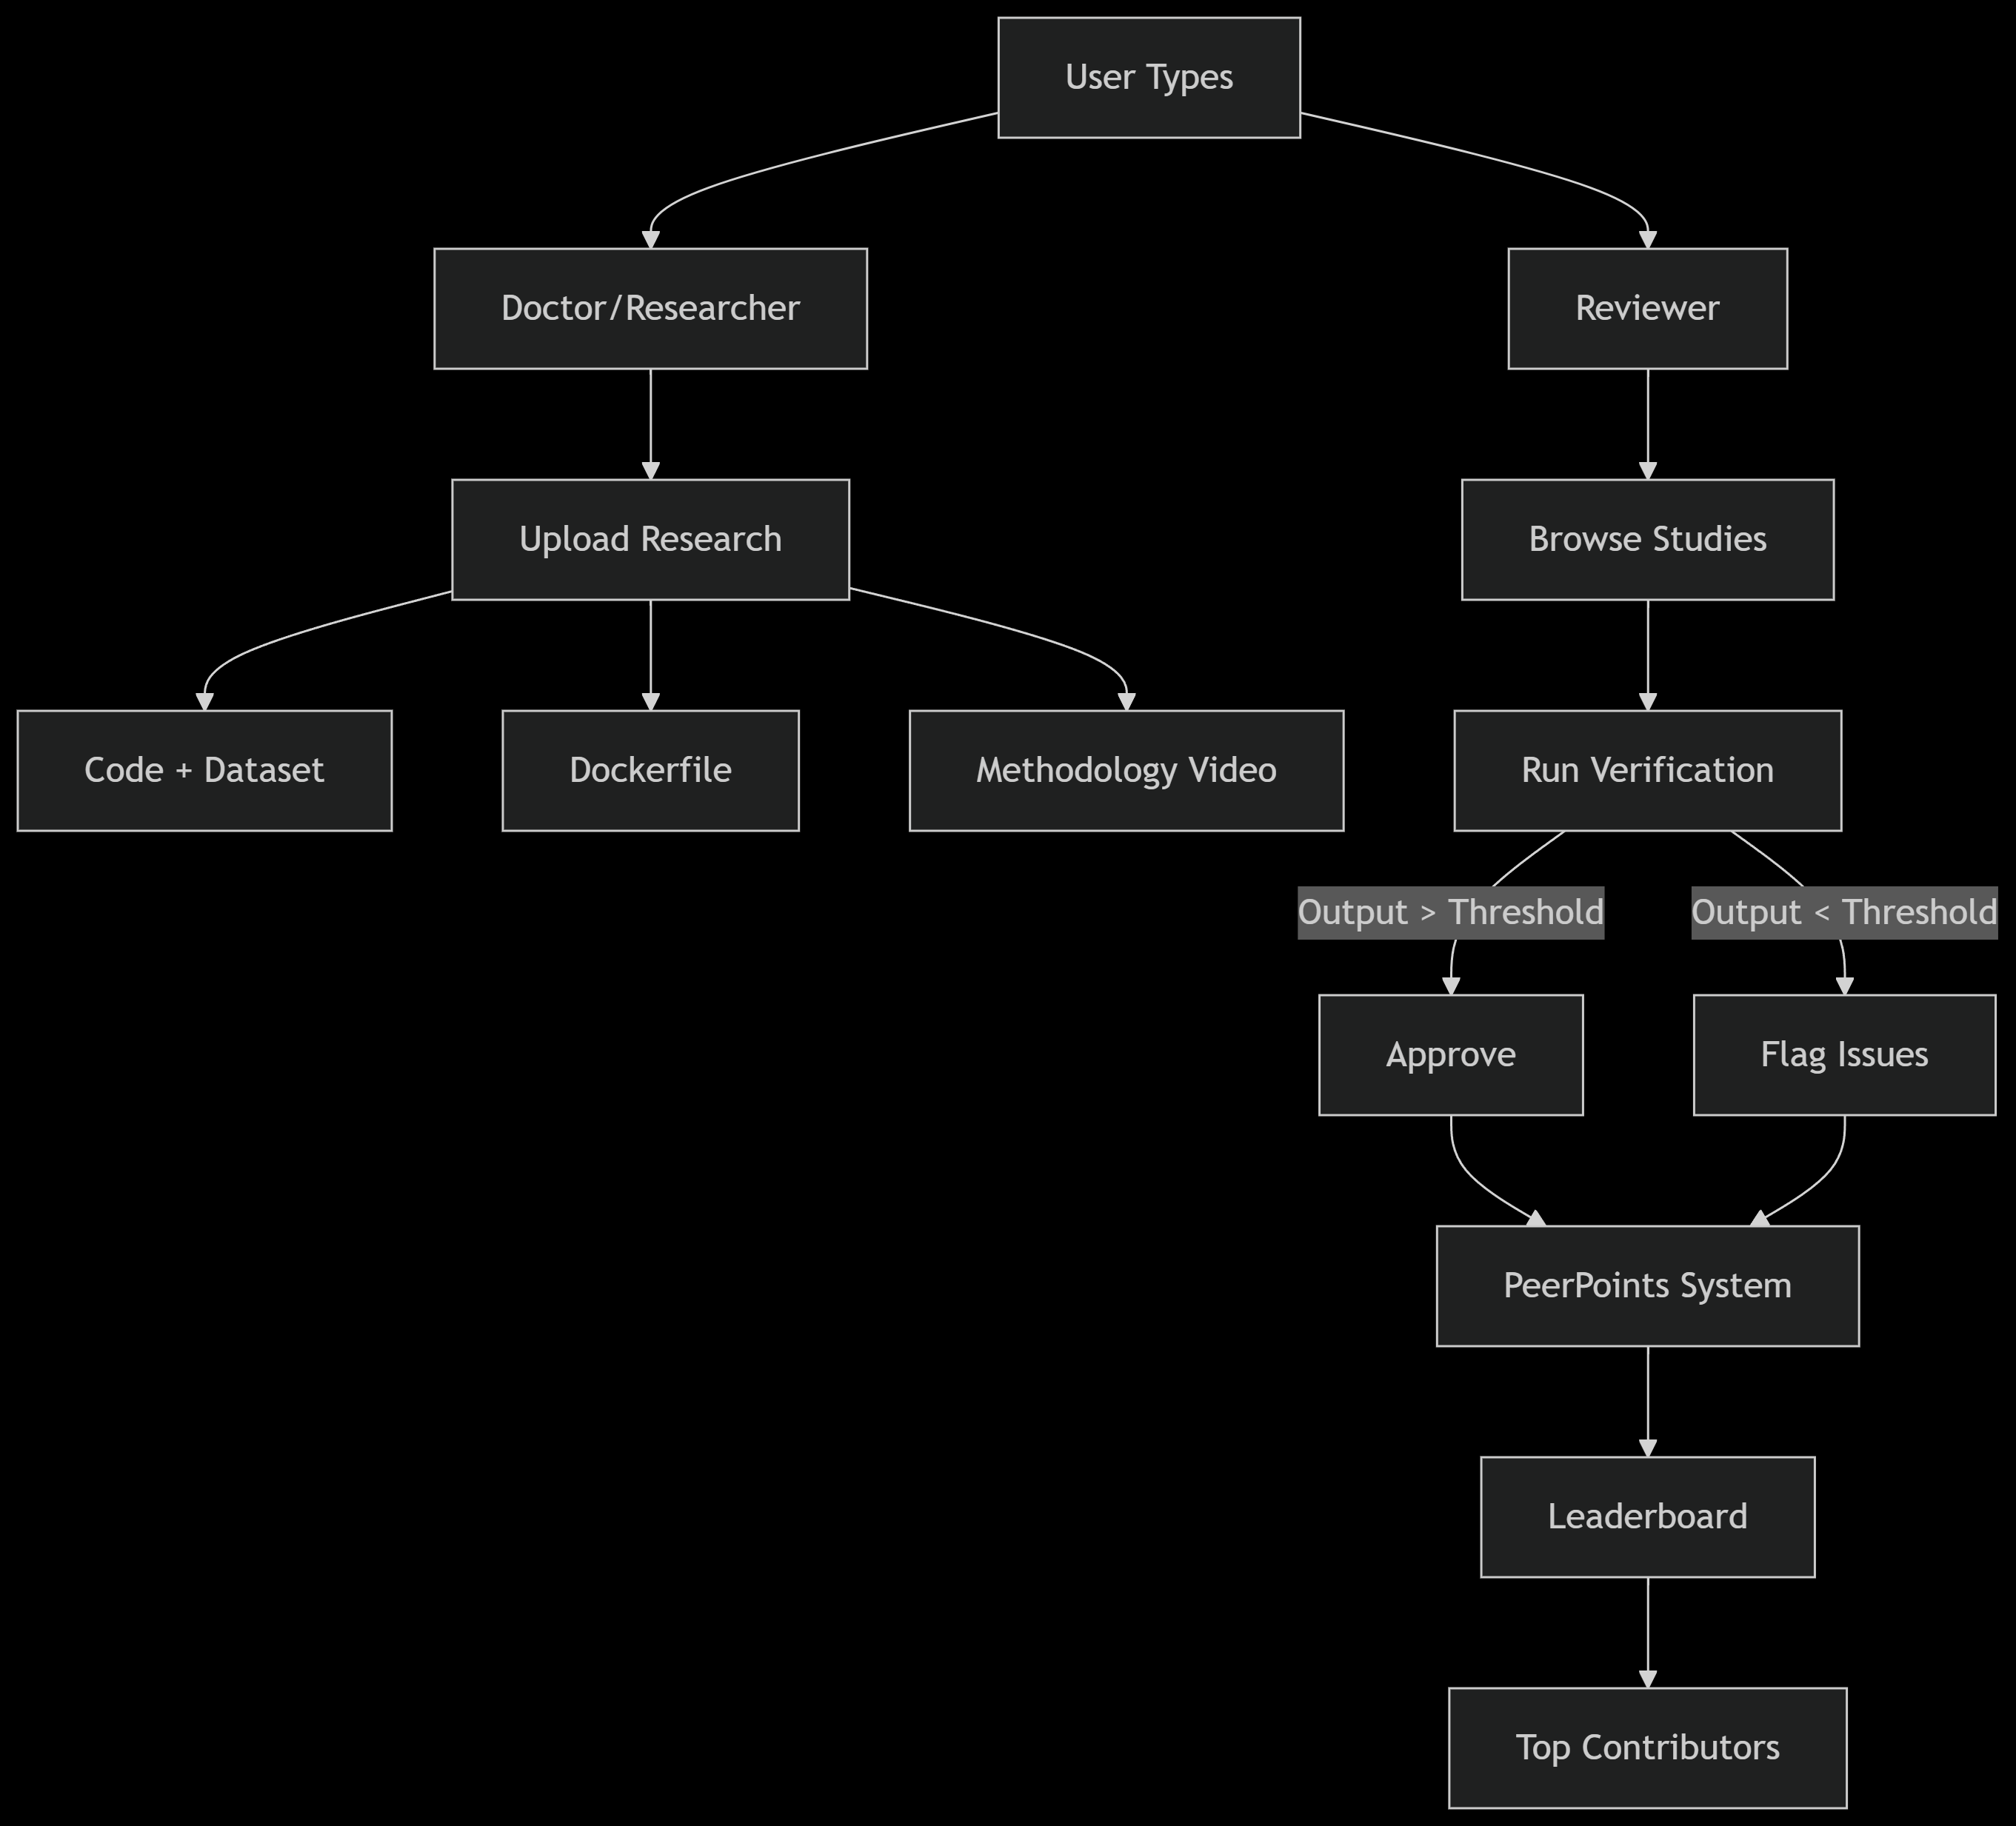 User Types
Doctor/Researcher
Reviewer
Upload Research
Browse Studies
Code + Dataset
Dockerfile
Methodology Video
Run Verification
Output > Threshold
Output < Threshold
Approve
Flag Issues
PeerPoints System
Leaderboard
Top Contributors